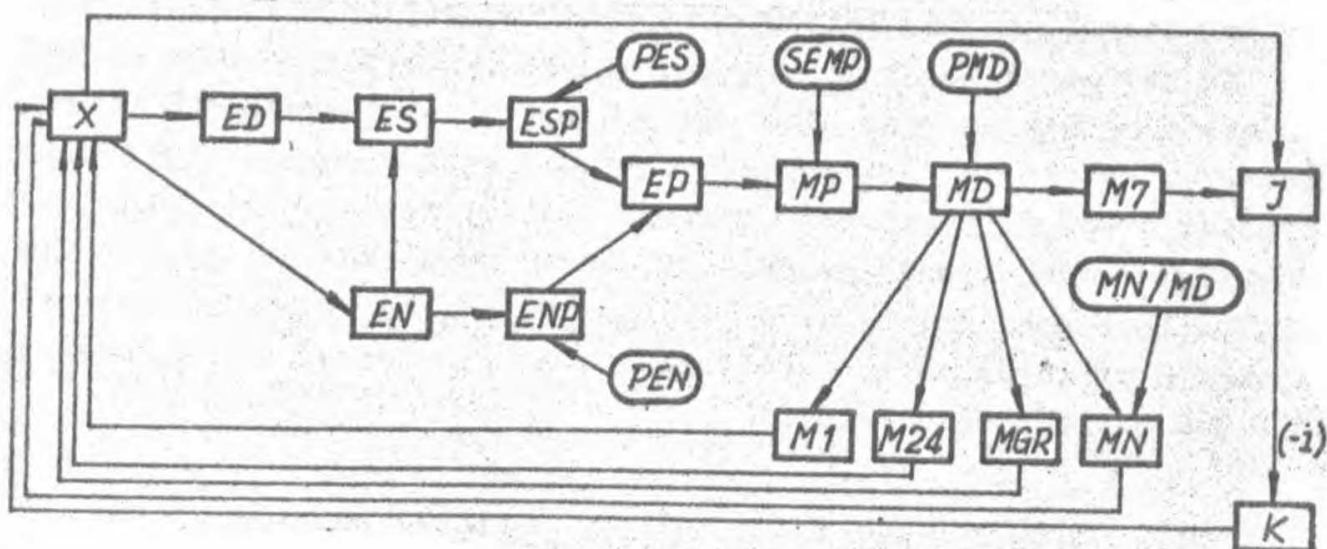 PES
SEMP
PMD
X
ED
ES
ESP
EP
MP
MD
M7
J
MN/MD
EN
ENP
PEN
M1
M24
MGR
MN
(-1)
K